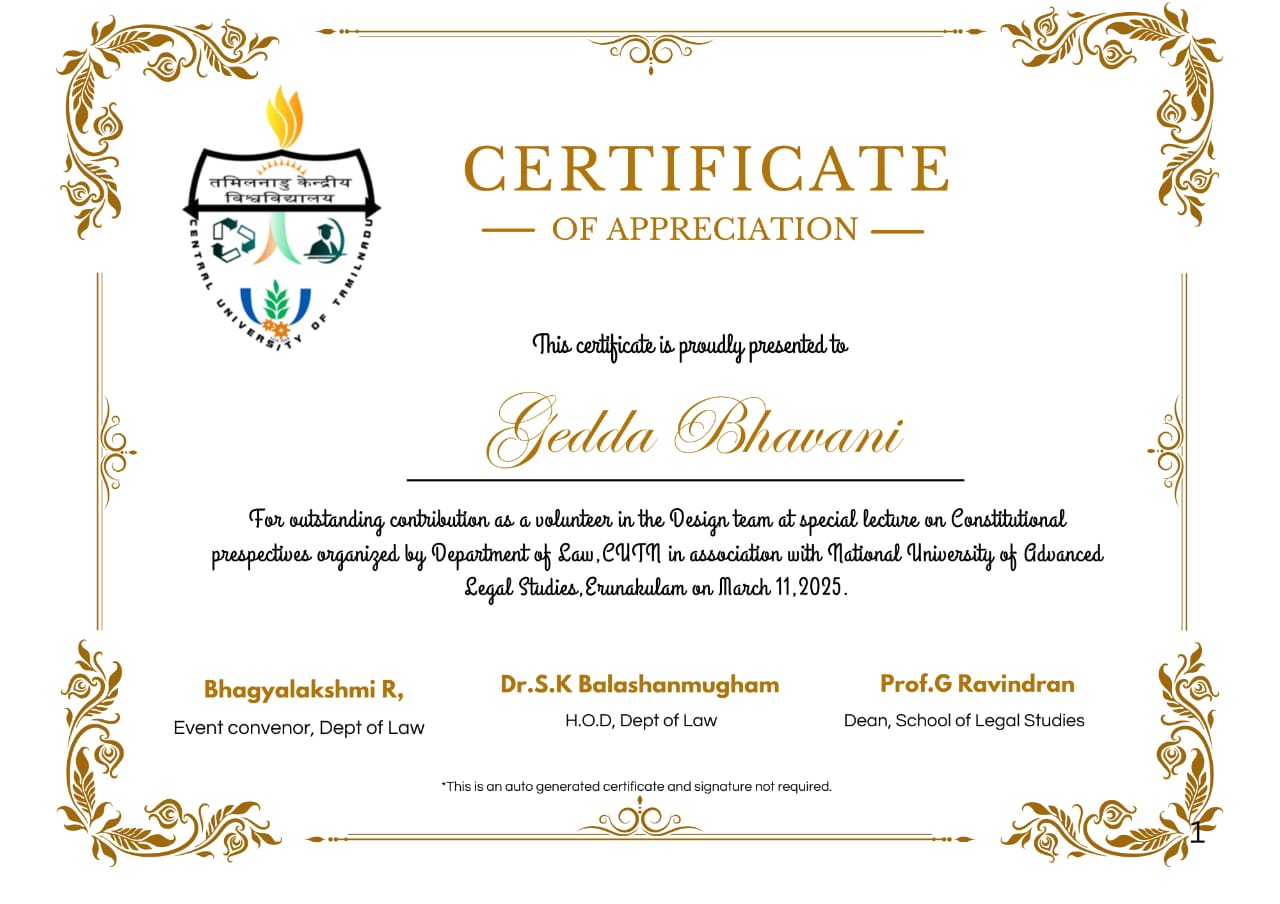 तमिलनाडु केन्द्रीय
विश्वविद्यालय
CENTRAL UNIVERSITY OF TAMILNADU
CERTIFICATE
OF APPRECIATION
This certificate is proudly presented to
Gedda Bhavani
For outstanding contribution as a volunteer in the Design team at special lecture on Constitutional
prespectives organized by Department of Law,CUTN in association with National University of Advanced
Legal Studies,Erunakulam on March 11,2025.
Bhagyalakshmi R,
Event convenor, Dept of Law
Dr.S.K Balashanmugham
H.O.D, Dept of Law
Prof.G Ravindran
Dean, School of Legal Studies
*This is an auto generated certificate and signature not required.
1